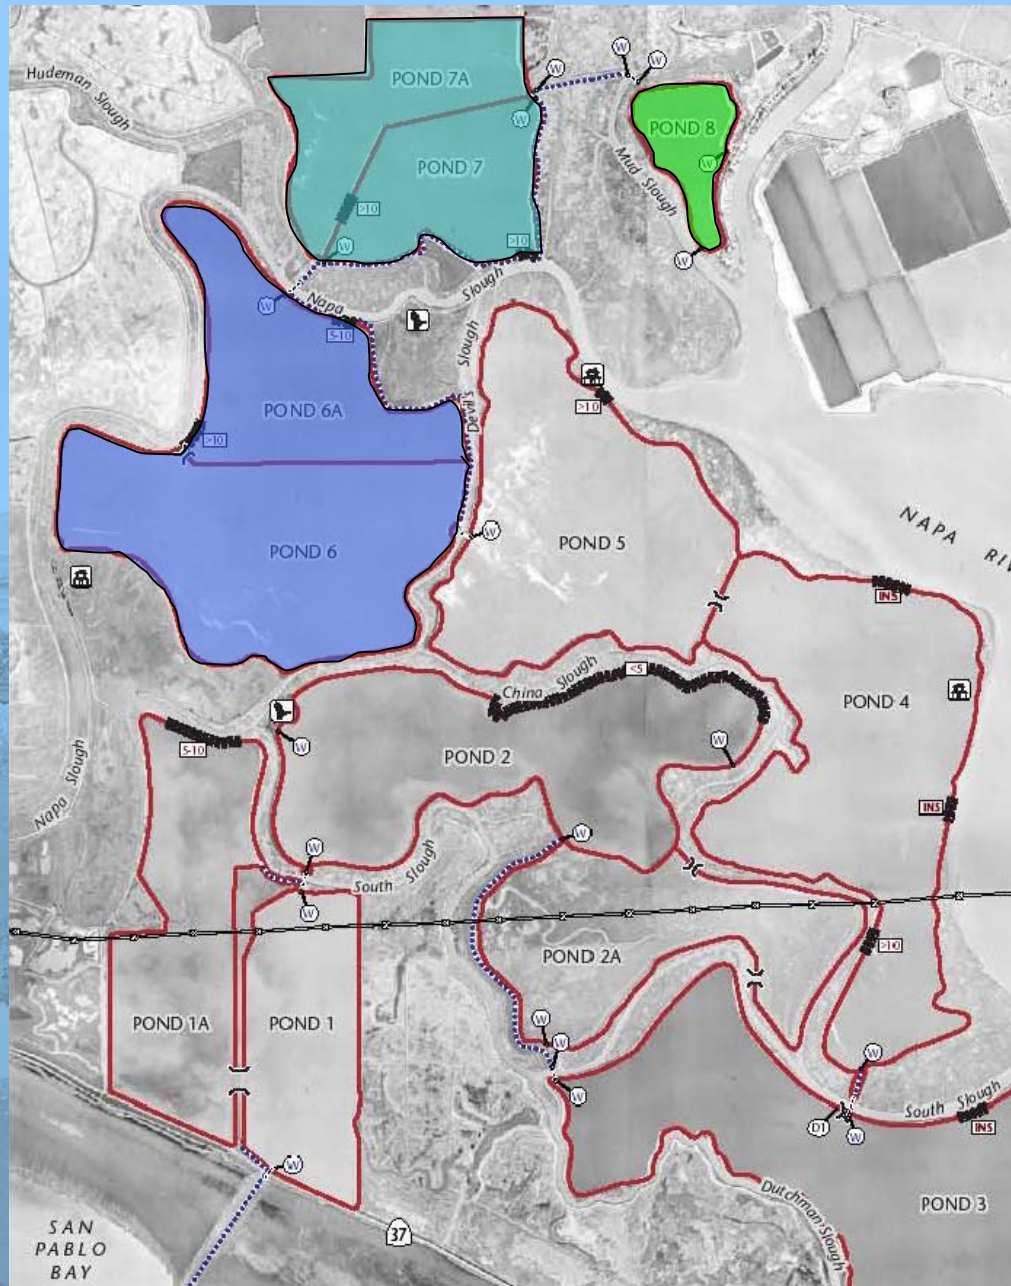 W
W
W
Hudeman Slough
POND 7A
W
POND 8
POND 7
Mud Slough
W
>10
>10
W
W
W
Napa Slough
5-10
Devil's Slough
POND 6A
>10
>10
NAPA RIV
POND 6
W
POND 5
INS
China Slough
<5
POND 4
5-10
W
POND 2
W
Napa Slough
INS
W
W
South Slough
W
POND 2A
>10
POND 1A
POND 1
W
W
W
W
D1
W
South Slough
INS
W
Dutchman Slough
POND 3
37
SAN
PABLO
BAY